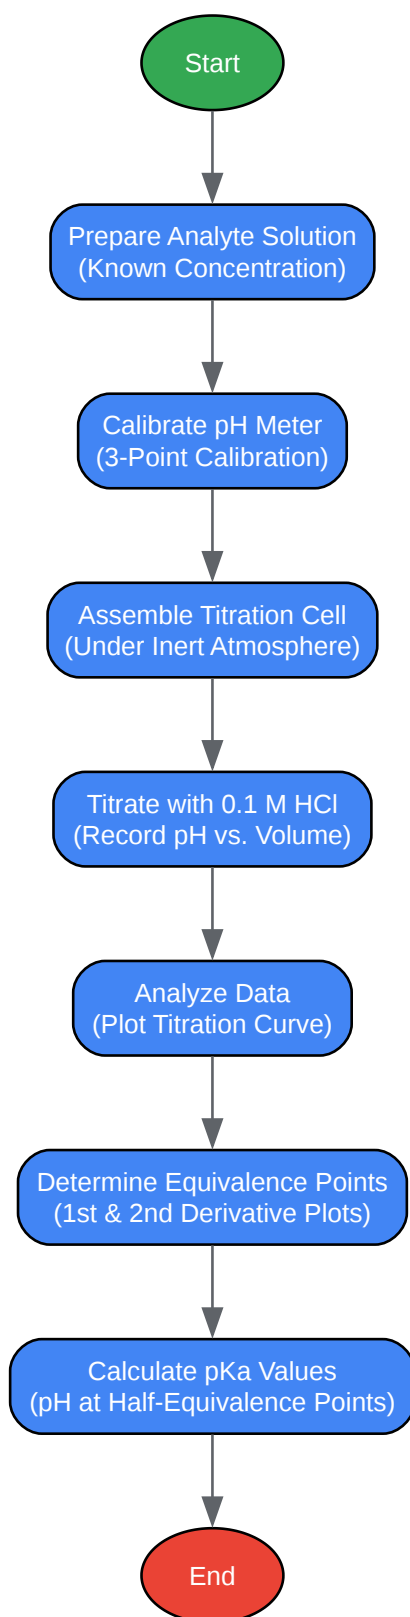 Start
Prepare Analyte Solution
(Known Concentration)
Calibrate pH Meter
(3-Point Calibration)
Assemble Titration Cell
(Under Inert Atmosphere)
Titrate with 0.1 M HCl
(Record pH vs. Volume)
Analyze Data
(Plot Titration Curve)
Determine Equivalence Points
(1st & 2nd Derivative Plots)
Calculate pKa Values
(pH at Half-Equivalence Points)
End